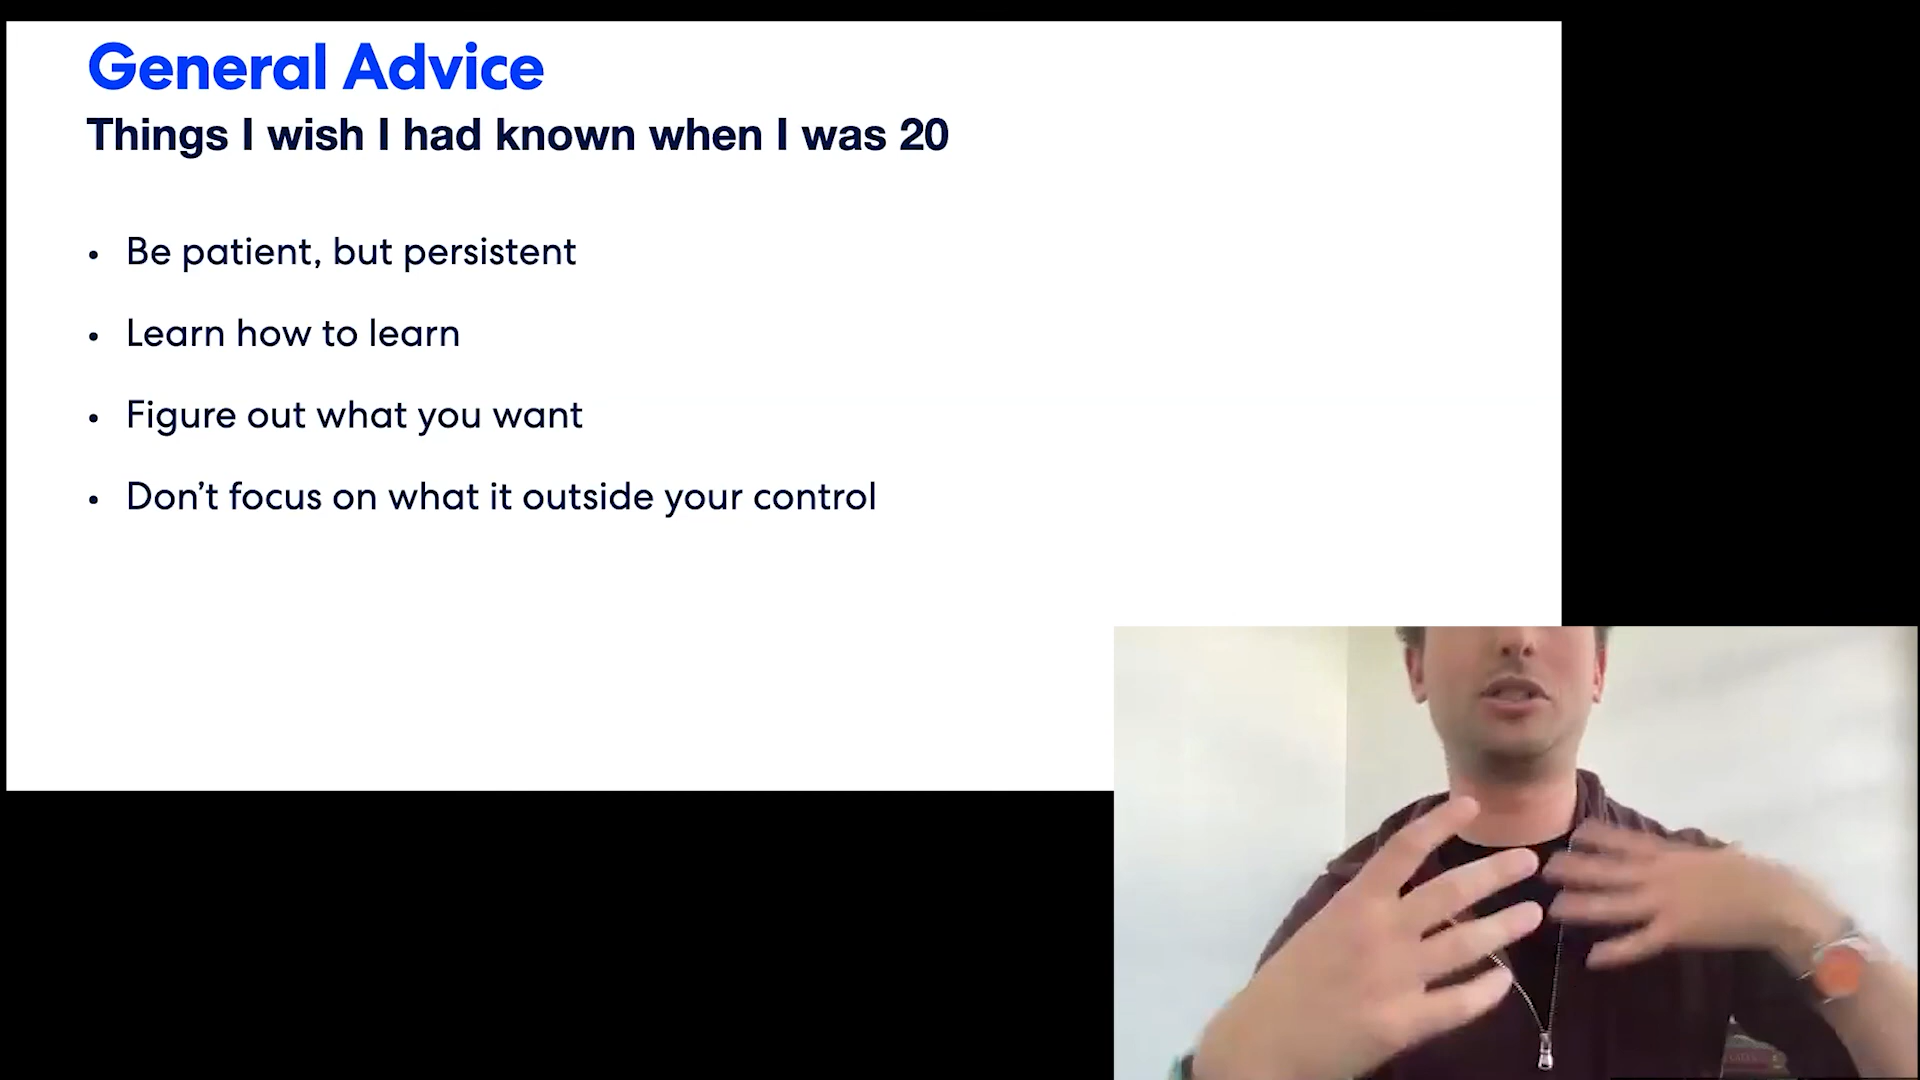 General Advice
Things I wish I had known when I was 20
• Be patient, but persistent
• Learn how to learn
• Figure out what you want
• Don’t focus on what it outside your control